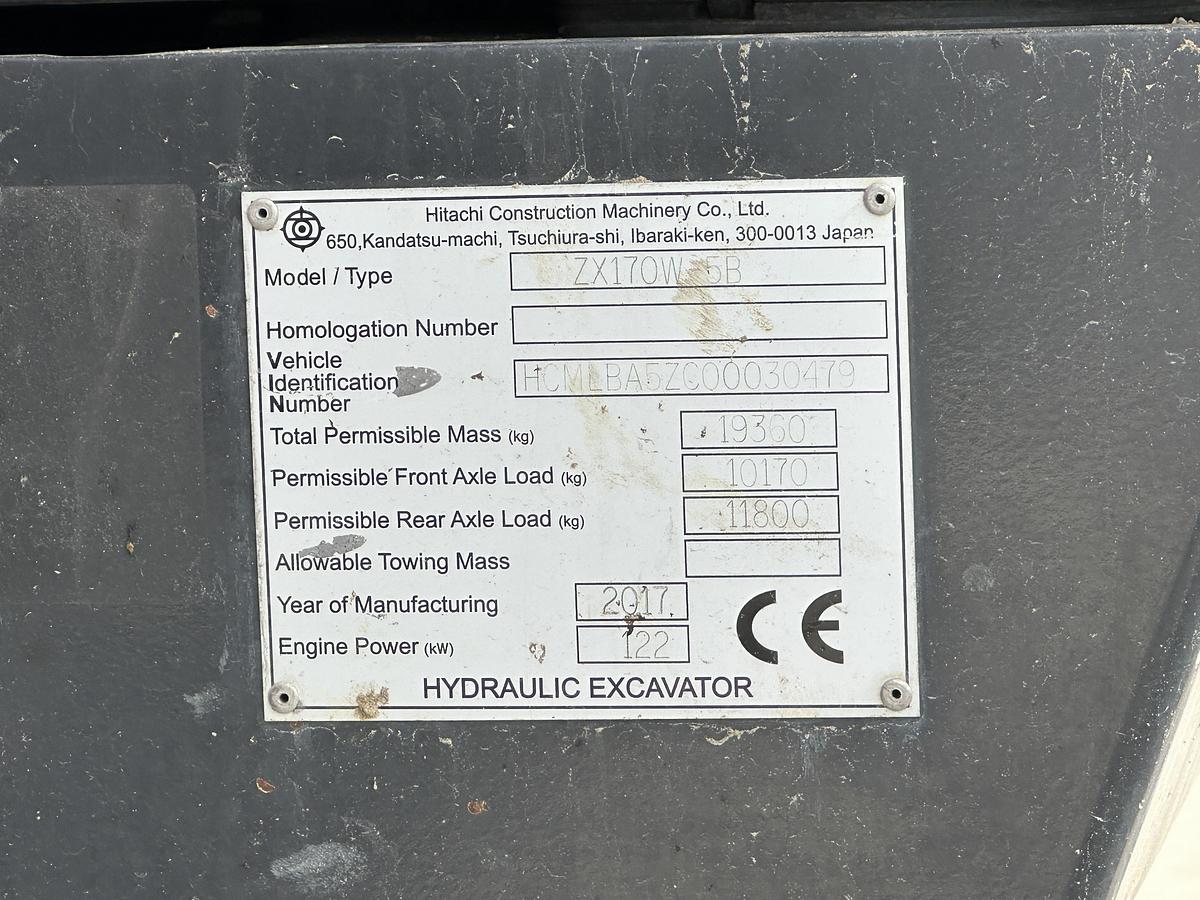 Hitachi Construction Machinery Co., Ltd.
650,Kandatsu-machi, Tsuchiura-shi, Ibaraki-ken, 300-0013 Japan
Model / Type ZX170W-5B
Homologation Number
Vehicle
Identification HCMLBA5ZC00030479
Number
Total Permissible Mass (kg) 19360
Permissible Front Axle Load (kg) 10170
Permissible Rear Axle Load (kg) 11800
Allowable Towing Mass
Year of Manufacturing 2017
Engine Power (kW) 122
CE
HYDRAULIC EXCAVATOR